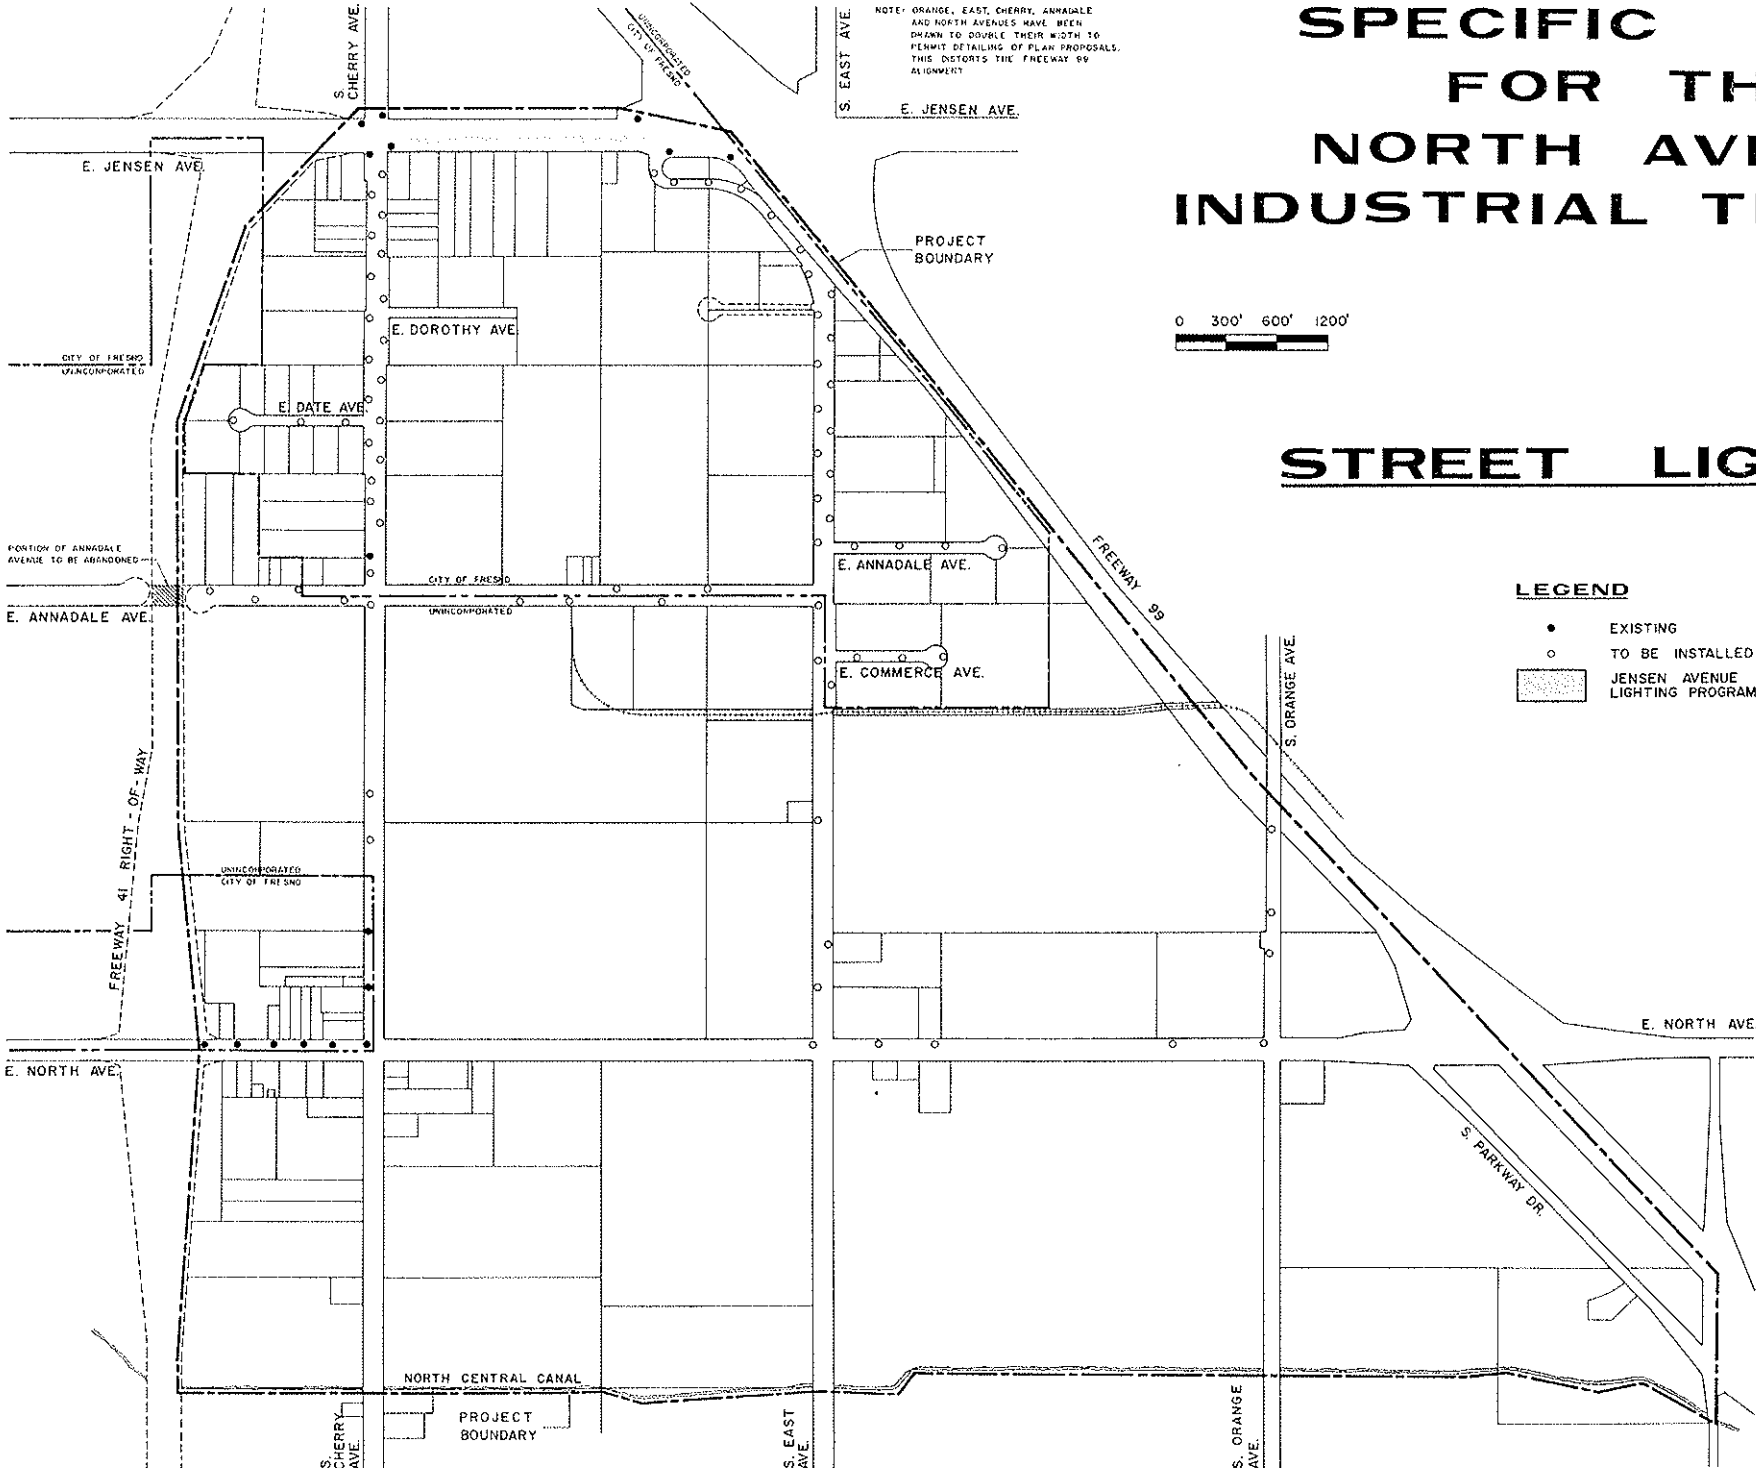 SPECIFIC
FOR TH
NORTH AV
INDUSTRIAL T
NOTE: ORANGE, EAST, CHERRY, ANNADALE
AND NORTH AVENUES HAVE BEEN
DRAWN TO DOUBLE THEIR WIDTH TO
PERMIT DETAILING OF PLAN PROPOSALS.
THIS DISTORTS THE FREEWAY 99
ALIGNMENT
S. CHERRY AVE.
UNINCORPORATED
CITY OF FRESNO
S. EAST AVE.
E. JENSEN AVE.
E. JENSEN AVE.
PROJECT
BOUNDARY
0 300' 600' 1200'
E. DOROTHY AVE.
CITY OF FRESNO
UNINCORPORATED
E. DATE AVE.
STREET LIG
PORTION OF ANNADALE
AVENUE TO BE ABANDONED
E. ANNADALE AVE.
CITY OF FRESNO
UNINCORPORATED
E. ANNADALE AVE.
FREEWAY 99
LEGEND
EXISTING
TO BE INSTALLED
JENSEN AVENUE
LIGHTING PROGRAM
E. COMMERCE AVE.
S. ORANGE AVE.
FREEWAY 41 RIGHT-OF-WAY
UNINCORPORATED
CITY OF FRESNO
E. NORTH AVE
E. NORTH AVE.
S. PARKWAY DR.
NORTH CENTRAL CANAL
PROJECT
BOUNDARY
S. CHERRY AVE.
S. EAST AVE.
S. ORANGE AVE.